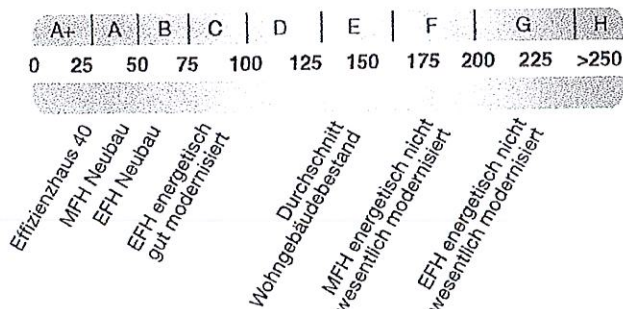 A+ A B C D E F G H
0 25 50 75 100 125 150 175 200 225 >250
Effizienzhaus 40
MFH Neubau
EFH Neubau
EFH energetisch
gut modernisiert
Durchschnitt
Wohngebäudebestand
MFH energetisch nicht
wesentlich modernisiert
EFH energetisch nicht
wesentlich modernisiert